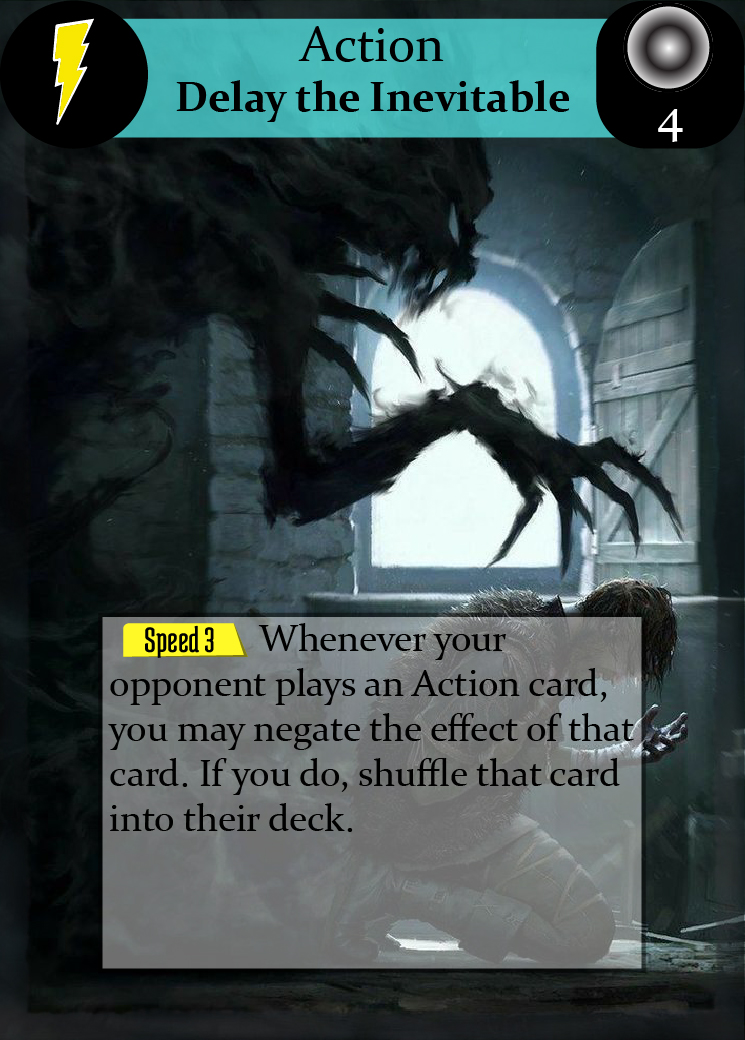 Action
Delay the Inevitable
4
Speed 3 Whenever your
opponent plays an Action card,
you may negate the effect of that
card. If you do, shuffle that card
into their deck.